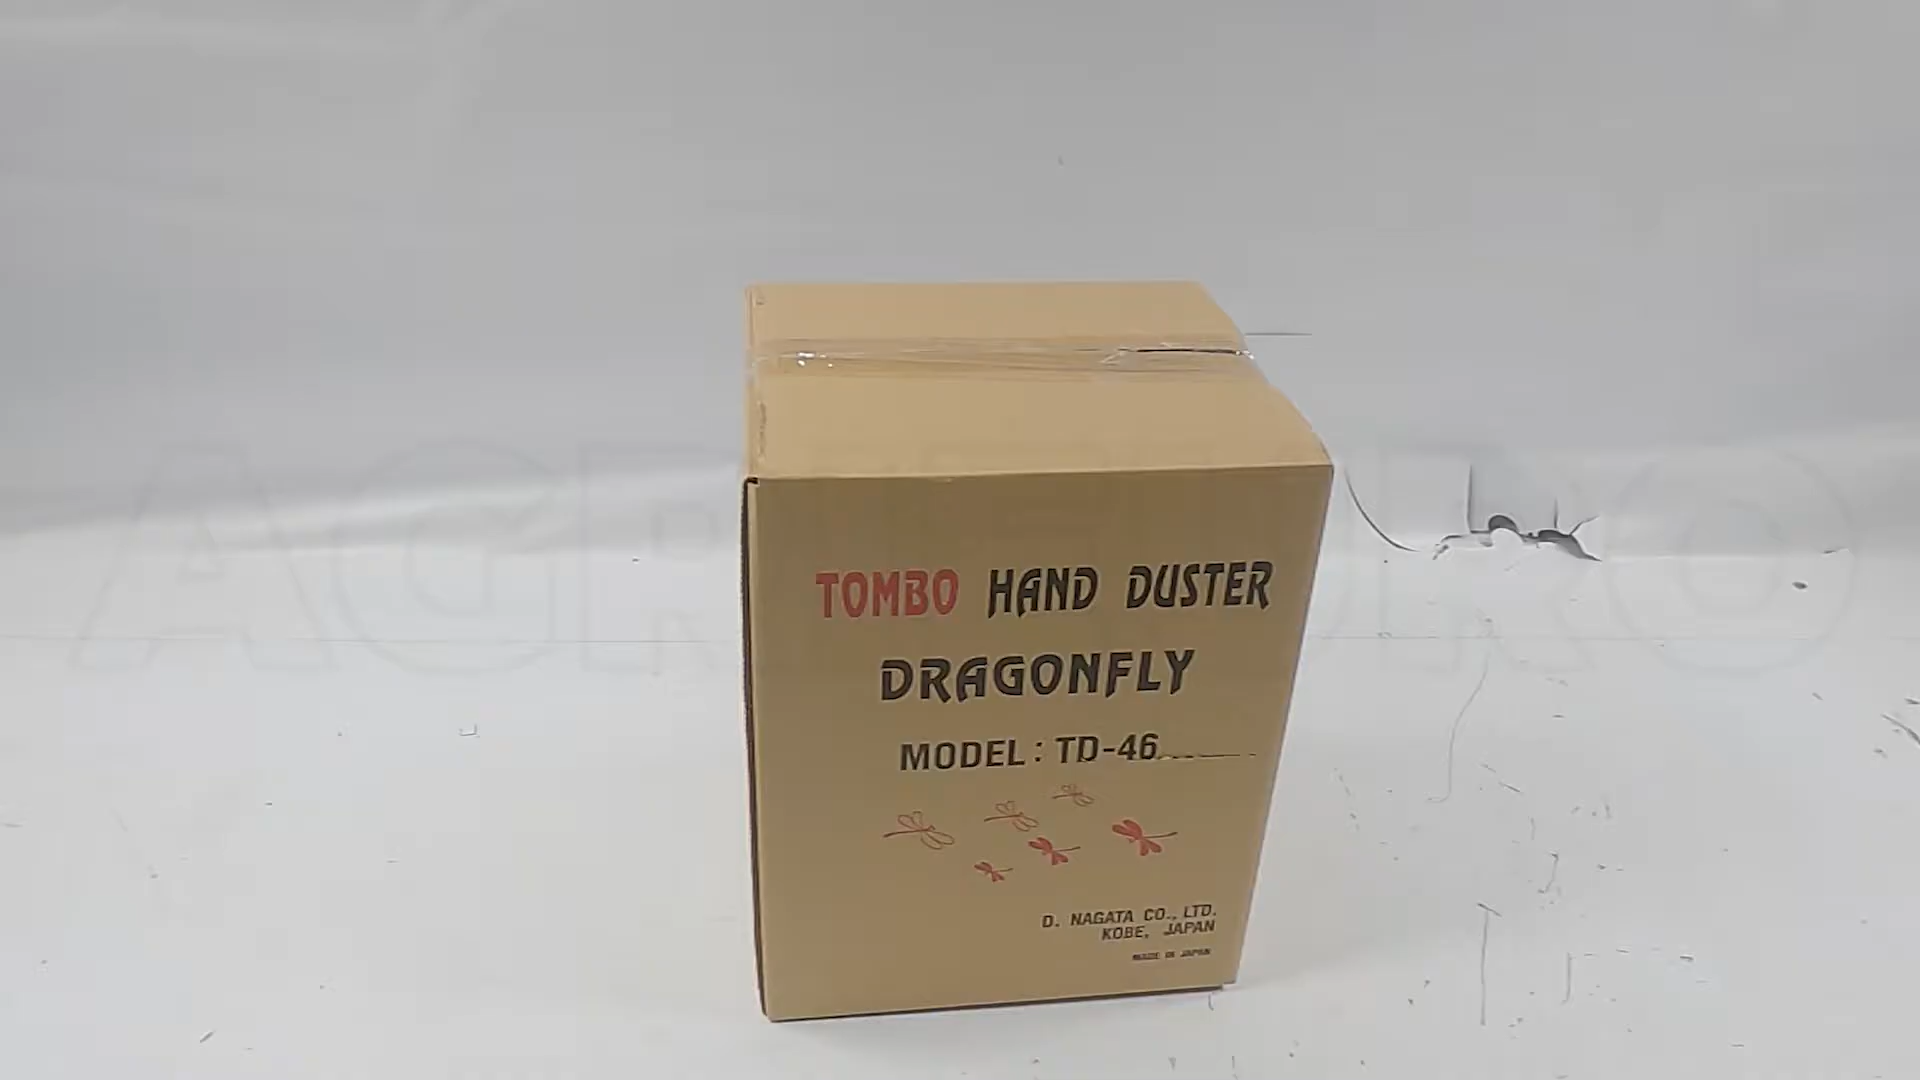 TOMBO HAND DUSTER
DRAGONFLY
MODEL: TD-46
D. NAGATA CO., LTD.
KOBE, JAPAN
MADE IN JAPAN